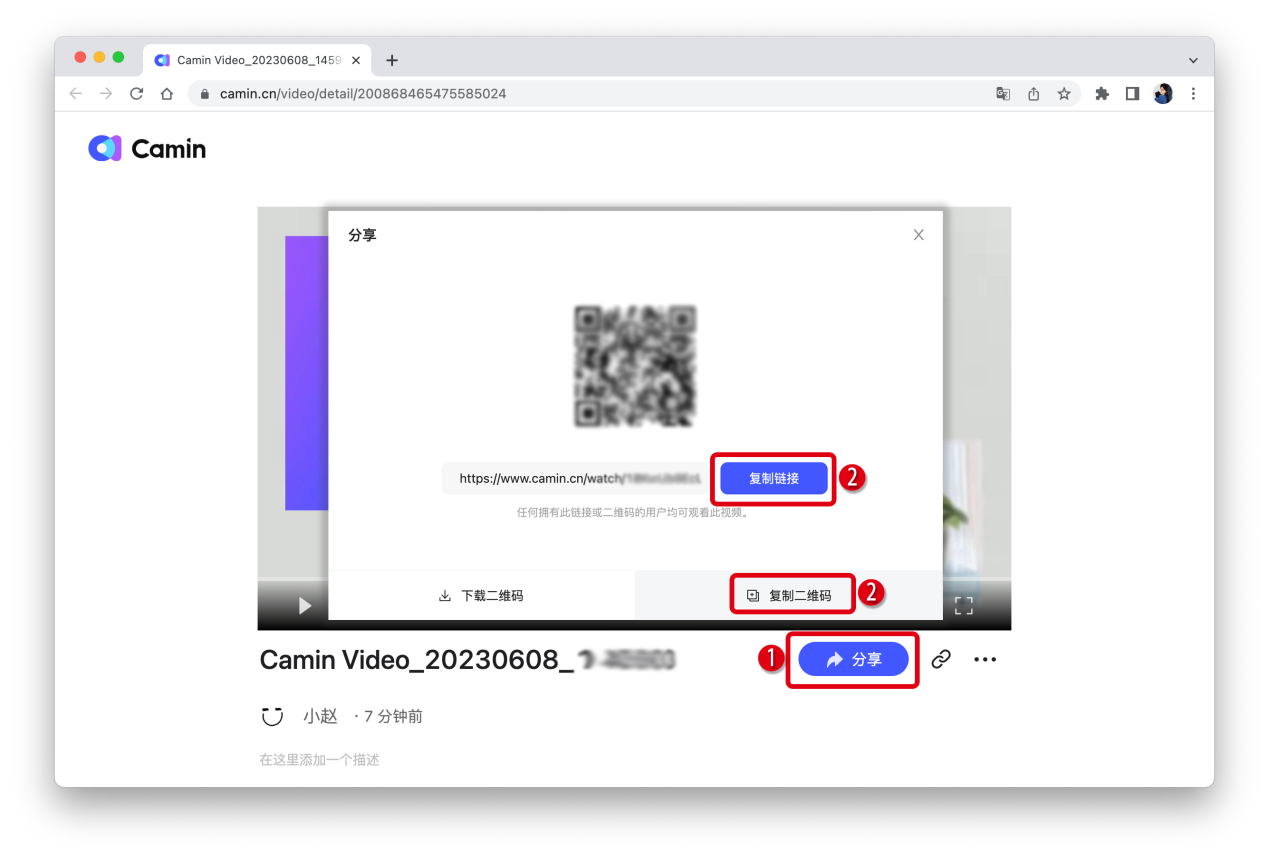 Camin Video_20230608_1459
camin.cn/video/detail/200868465475585024
Camin
分享
https://www.camin.cn/watch/
复制链接
2
任何拥有此链接或二维码的用户均可观看此视频。
下载二维码
复制二维码
2
Camin Video_20230608_
1
分享
小赵 · 7 分钟前
在这里添加一个描述